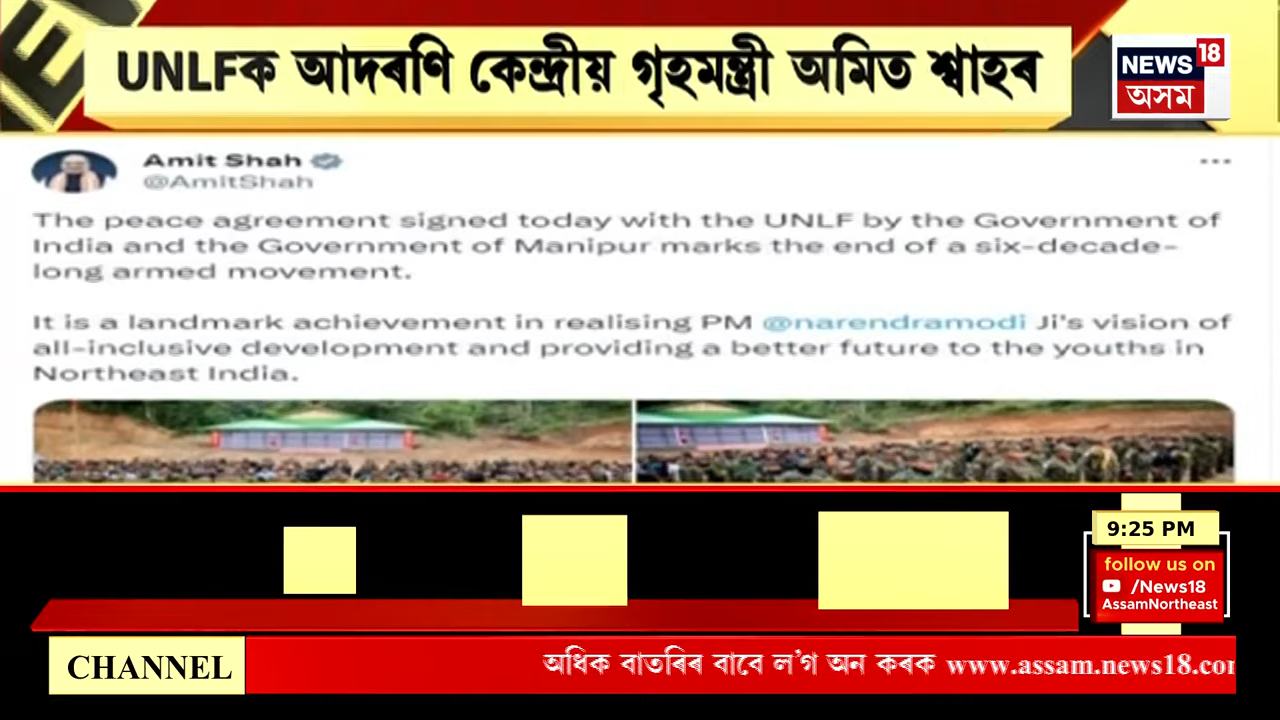 UNLFক আদৰণি কেন্দ্ৰীয় গৃহমন্ত্ৰী অমিত শ্বাহৰ
NEWS 18
অসম
Amit Shah
@AmitShah
The peace agreement signed today with the UNLF by the Government of
India and the Government of Manipur marks the end of a six-decade-
long armed movement.
It is a landmark achievement in realising PM @narendramodi Ji's vision of
all-inclusive development and providing a better future to the youths in
Northeast India.
9:25 PM
follow us on
/News18
AssamNortheast
CHANNEL
অধিক বাতৰিৰ বাবে ল'গ অন কৰক www.assam.news18.co